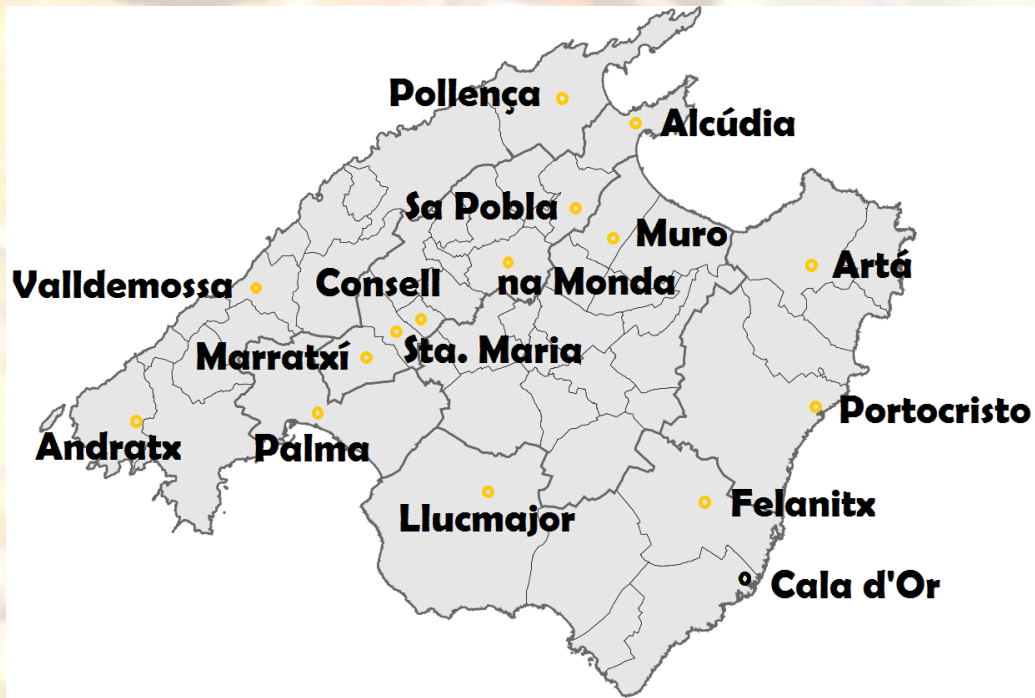 Pollença
Alcúdia
Sa Pobla
Muro
Artá
Valldemossa
Consell
na Monda
Marratxí
Sta. Maria
Portocristo
Andratx
Palma
Felanitx
Llucmajor
Cala d'Or